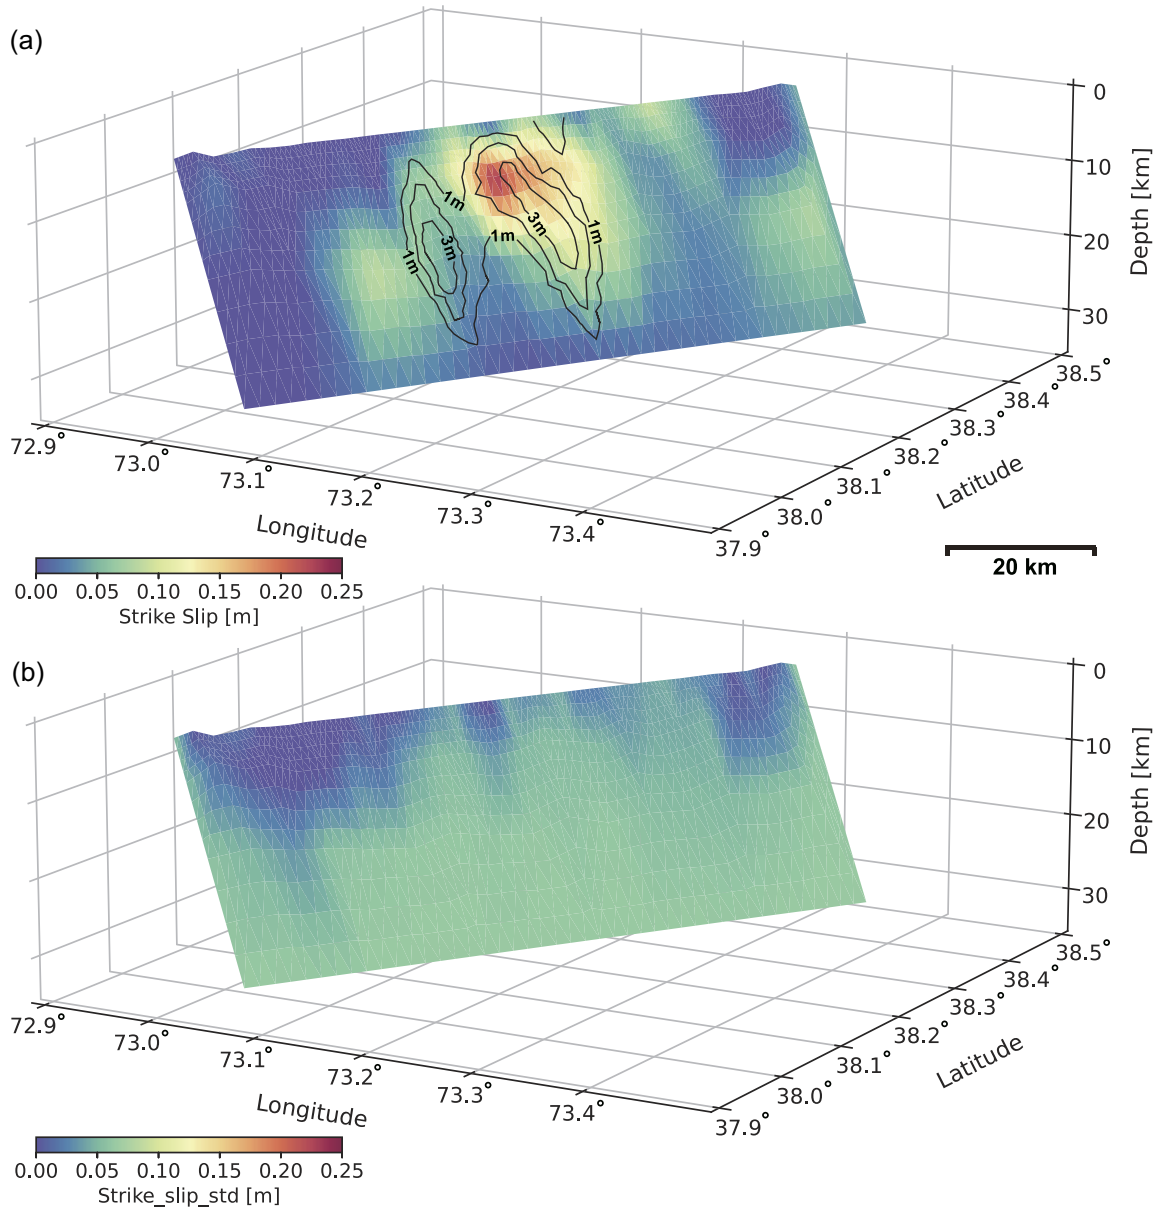 (a)
0
10
20
30
Depth [km]
1m
3m
1m
3m
1m
1m
72.9°
73.0°
73.1°
73.2°
73.3°
73.4°
Longitude
37.9°
38.0°
38.1°
38.2°
38.3°
38.4°
38.5°
Latitude
0.00 0.05 0.10 0.15 0.20 0.25
Strike Slip [m]
20 km
(b)
0
10
20
30
Depth [km]
72.9°
73.0°
73.1°
73.2°
73.3°
73.4°
Longitude
37.9°
38.0°
38.1°
38.2°
38.3°
38.4°
38.5°
Latitude
0.00 0.05 0.10 0.15 0.20 0.25
Strike_slip_std [m]